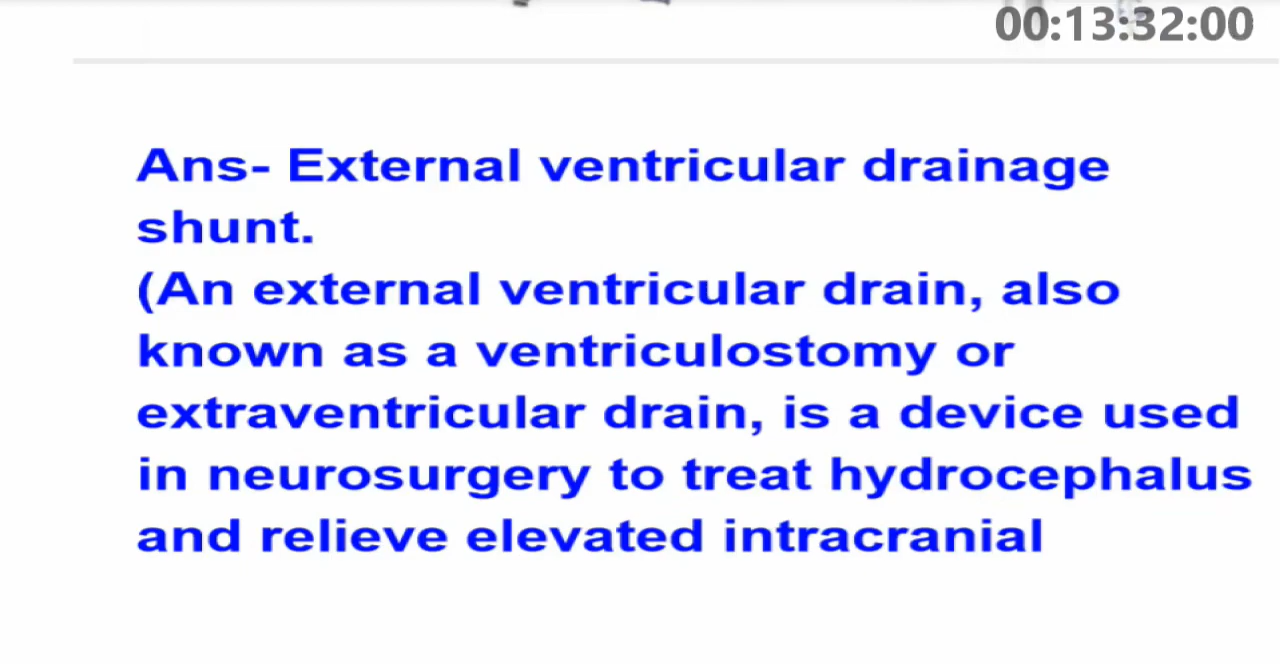 00:13:32:00
Ans- External ventricular drainage
shunt.
(An external ventricular drain, also
known as a ventriculostomy or
extraventricular drain, is a device used
in neurosurgery to treat hydrocephalus
and relieve elevated intracranial